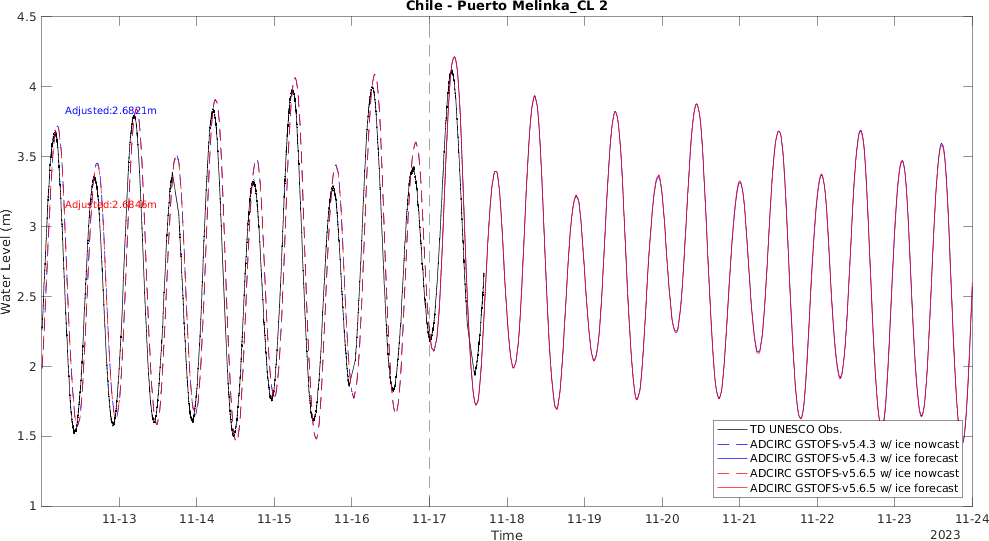 Chile - Puerto Melinka_CL 2
4.5
4
3.5
3
2.5
2
1.5
1
Water Level (m)
Adjusted:2.6821m
Adjusted:2.6846m
TD UNESCO Obs.
ADCIRC GSTOFS-v5.4.3 w/ ice nowcast
ADCIRC GSTOFS-v5.4.3 w/ ice forecast
ADCIRC GSTOFS-v5.6.5 w/ ice nowcast
ADCIRC GSTOFS-v5.6.5 w/ ice forecast
11-13 11-14 11-15 11-16 11-17 11-18 11-19 11-20 11-21 11-22 11-23 11-24
Time
2023